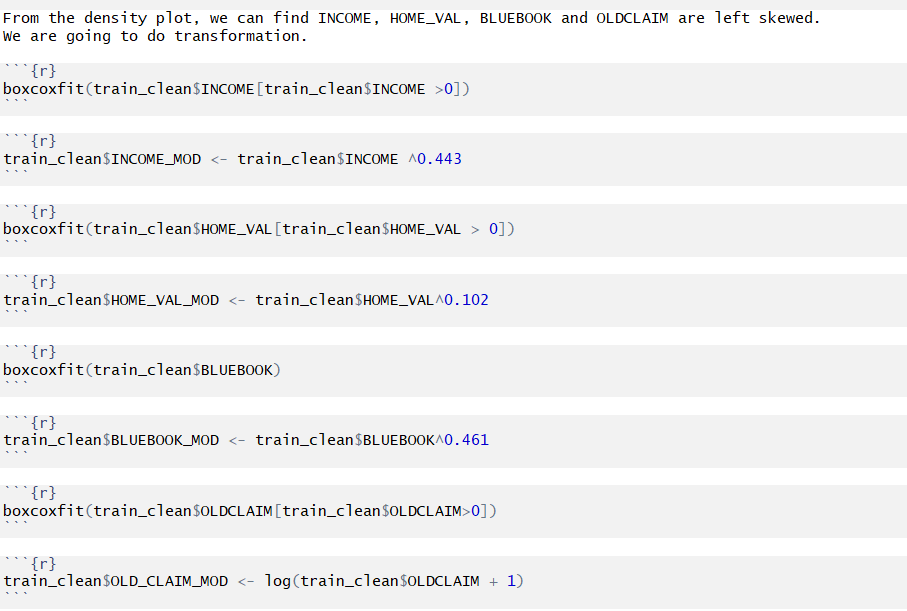 From the density plot, we can find INCOME, HOME_VAL, BLUEBOOK and OLDCLAIM are left skewed.
We are going to do transformation.
```{r}
boxcoxfit(train_clean$INCOME[train_clean$INCOME >0])
```
```{r}
train_clean$INCOME_MOD <- train_clean$INCOME ^0.443
```
```{r}
boxcoxfit(train_clean$HOME_VAL[train_clean$HOME_VAL > 0])
```
```{r}
train_clean$HOME_VAL_MOD <- train_clean$HOME_VAL^0.102
```
```{r}
boxcoxfit(train_clean$BLUEBOOK)
```
```{r}
train_clean$BLUEBOOK_MOD <- train_clean$BLUEBOOK^0.461
```
```{r}
boxcoxfit(train_clean$OLDCLAIM[train_clean$OLDCLAIM>0])
```
```{r}
train_clean$OLD_CLAIM_MOD <- log(train_clean$OLDCLAIM + 1)
```